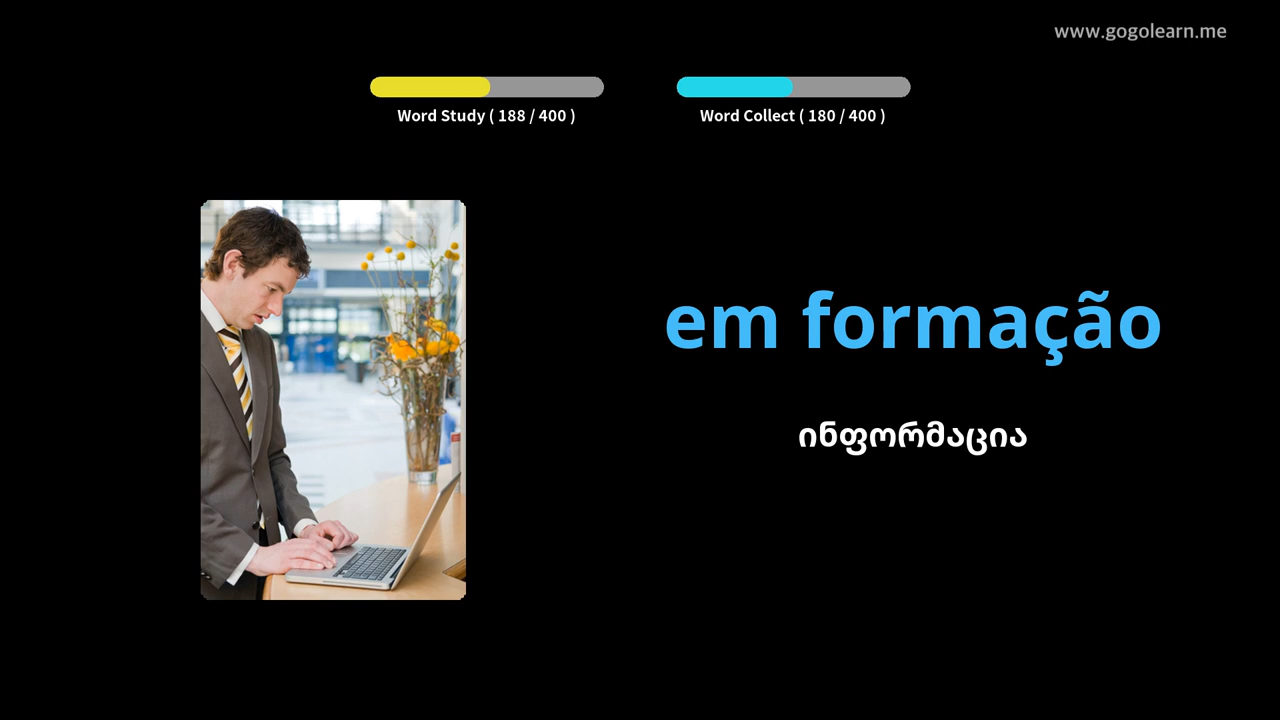 www.gogolearn.me
Word Study ( 188 / 400 )
Word Collect ( 180 / 400 )
em formação
ინფორმაცია